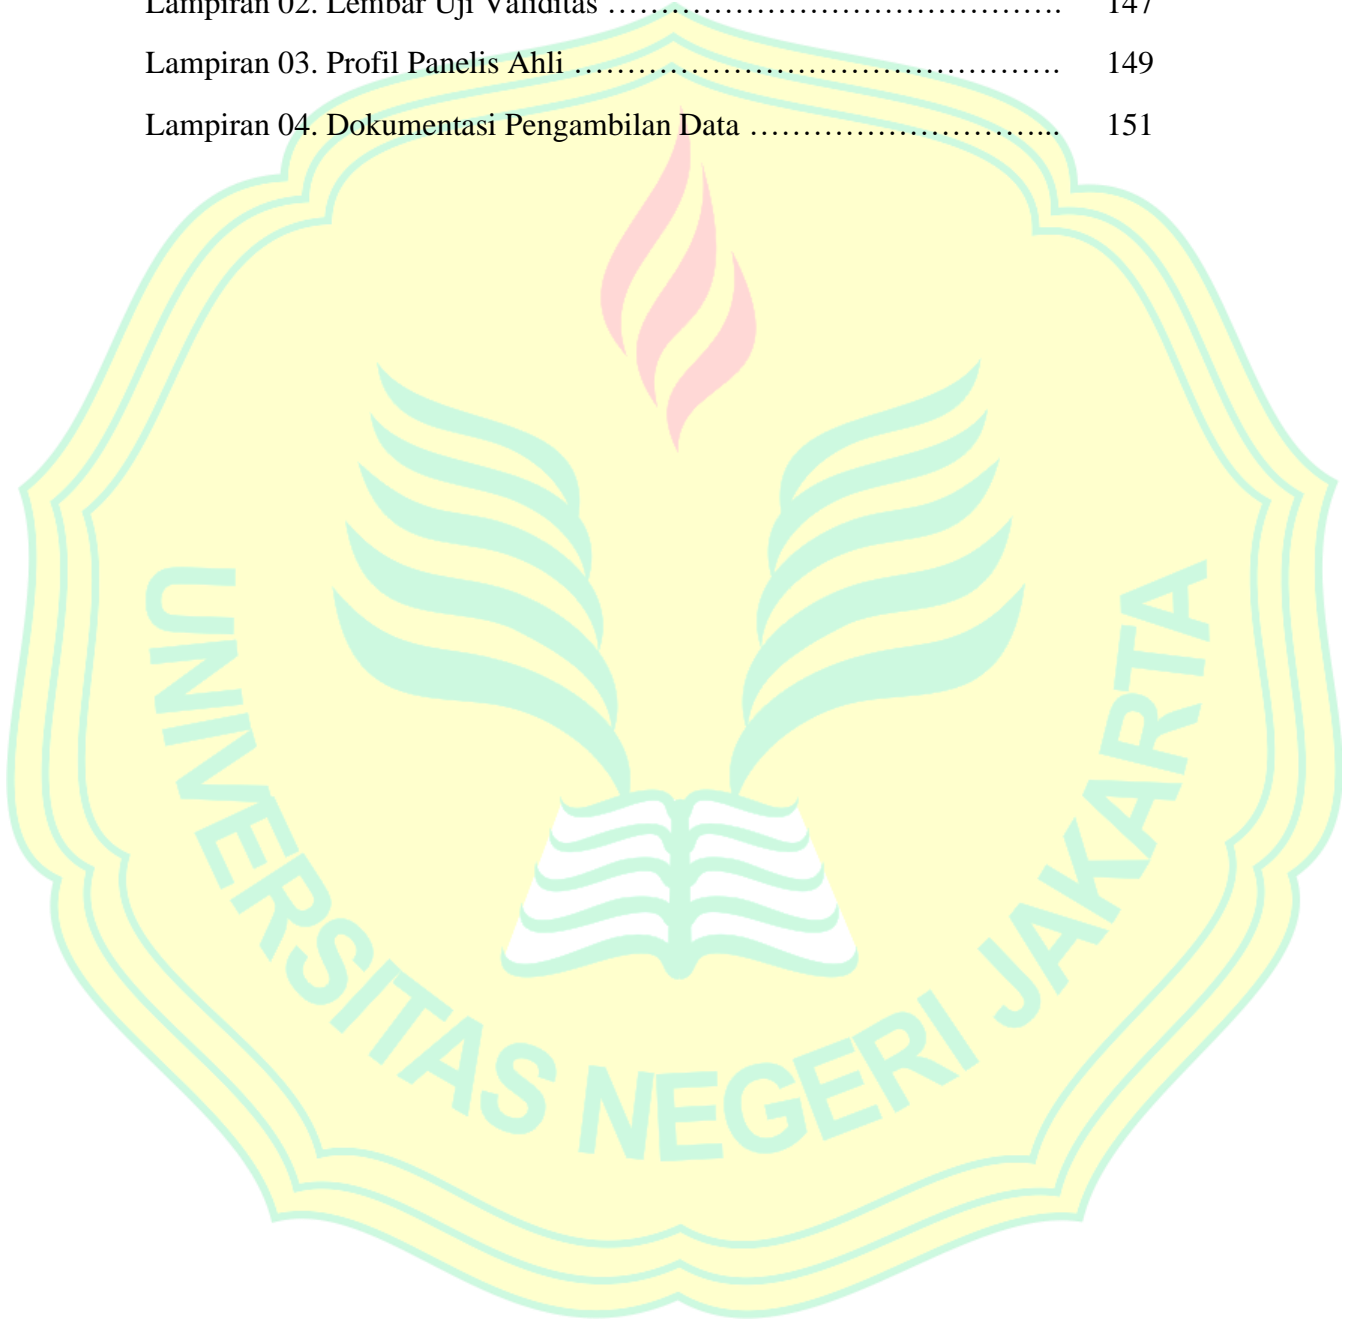 Lampiran 02. Lembar Uji Validitas ……………………………………. 147
Lampiran 03. Profil Panelis Ahli ………………………………………. 149
Lampiran 04. Dokumentasi Pengambilan Data ………………………... 151
UNIVERSITAS NEGERI JAKARTA